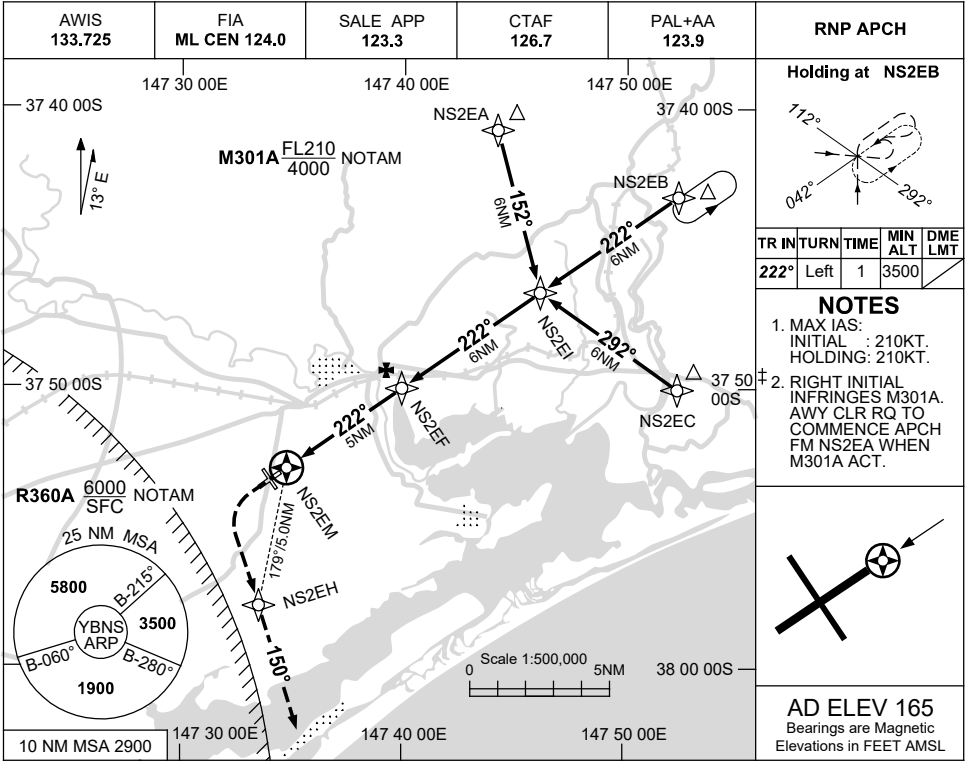 AWIS
133.725
FIA
ML CEN 124.0
SALE APP
123.3
CTAF
126.7
PAL+AA
123.9
RNP APCH
147 30 00E
147 40 00E
147 50 00E
37 40 00S
37 40 00S
NS2EA
M301A FL210 NOTAM
4000
13° E
152°
6NM
NS2EB
222°
6NM
NS2EI
222°
6NM
292°
6NM
37 50 00S
37 50
00S
NS2EC
NS2EF
222°
5NM
NS2EM
R360A 6000 NOTAM
SFC
25 NM MSA
5800
B-215°
3500
YBNS
ARP
B-060°
B-280°
1900
179°/5.0NM
NS2EH
150°
Scale 1:500,000
0
5NM
38 00 00S
10 NM MSA 2900
147 30 00E
147 40 00E
147 50 00E
Holding at NS2EB
112°
042°
292°
TR IN
TURN
TIME
MIN
ALT
DME
LMT
222°
Left
1
3500
NOTES
1. MAX IAS:
INITIAL : 210KT.
HOLDING: 210KT.
‡ 2. RIGHT INITIAL
INFRINGES M301A.
AWY CLR RQ TO
COMMENCE APCH
FM NS2EA WHEN
M301A ACT.
AD ELEV 165
Bearings are Magnetic
Elevations in FEET AMSL